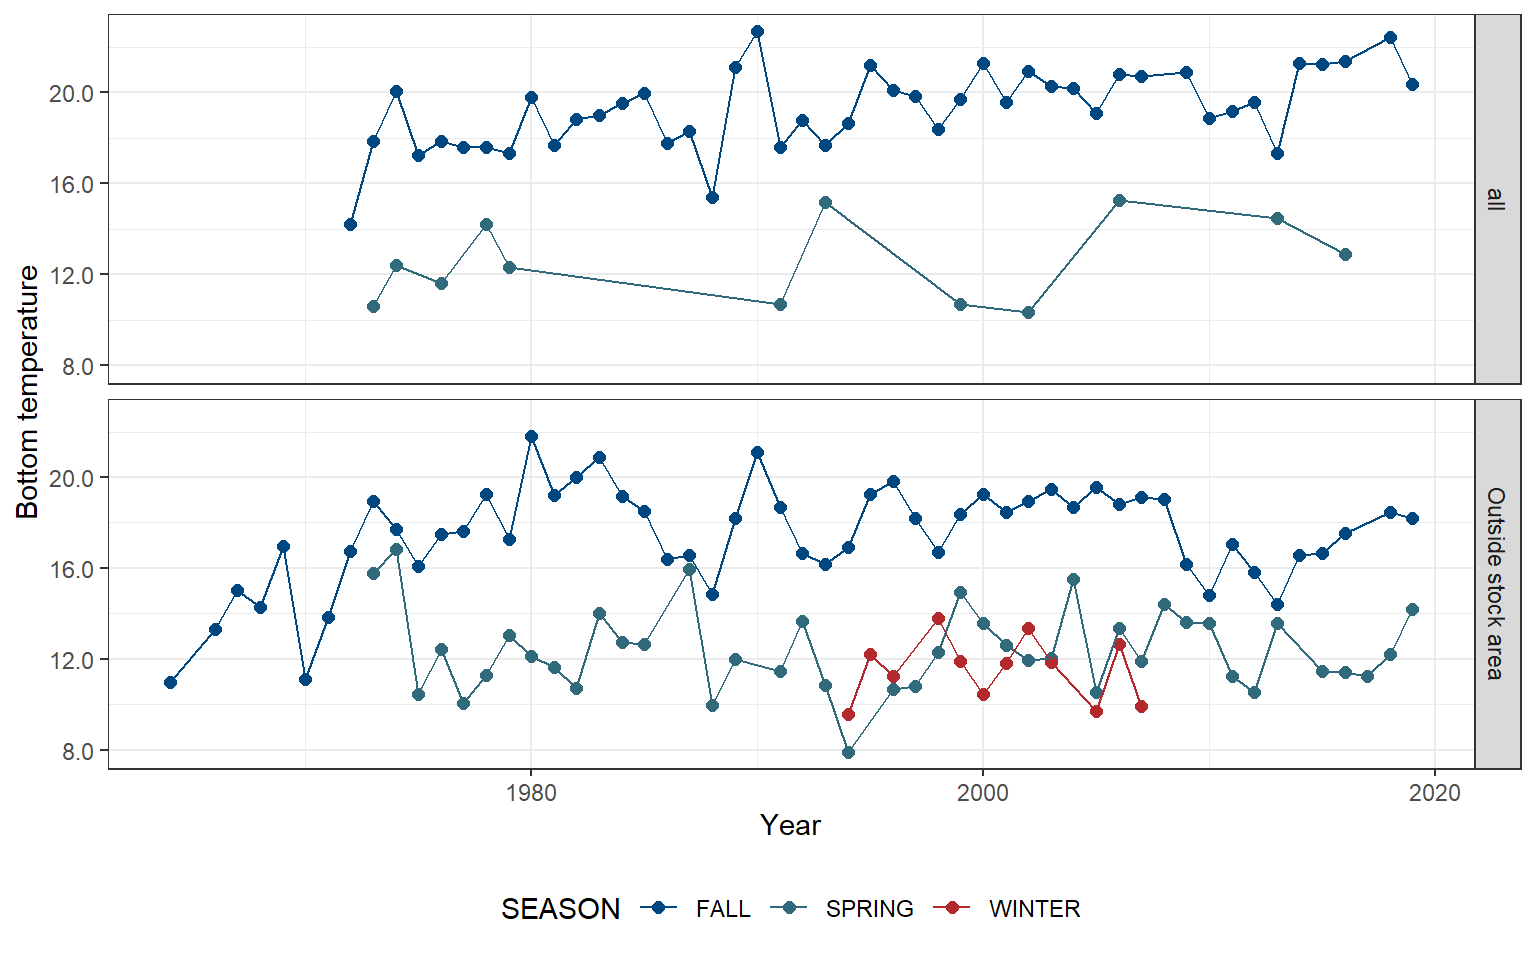 20.0
16.0
12.0
8.0
all
Bottom temperature
20.0
16.0
12.0
8.0
Outside stock area
1980 2000 2020
Year
SEASON FALL SPRING WINTER